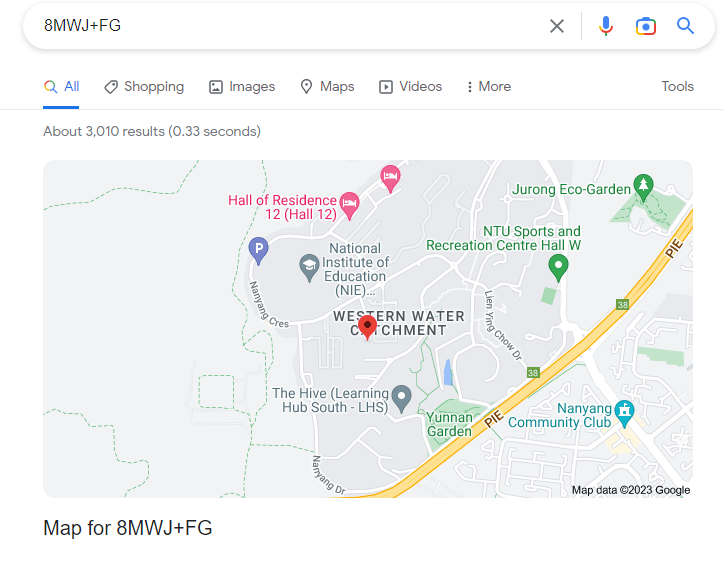 8MWJ+FG
All
Shopping
Images
Maps
Videos
More
Tools
About 3,010 results (0.33 seconds)
Hall of Residence
12 (Hall 12)
Jurong Eco-Garden
NTU Sports and
Recreation Centre Hall W
PIE
P
National
Institute of
Education
(NIE)...
Nanyang Cres
Lien Ying Chow Dr
38
WESTERN WATER
CATCHMENT
38
The Hive (Learning
Hub South - LHS)
Yunnan
Garden
PIE
Nanyang
Community Club
Nanyang Dr
Map data ©2023 Google
Map for 8MWJ+FG